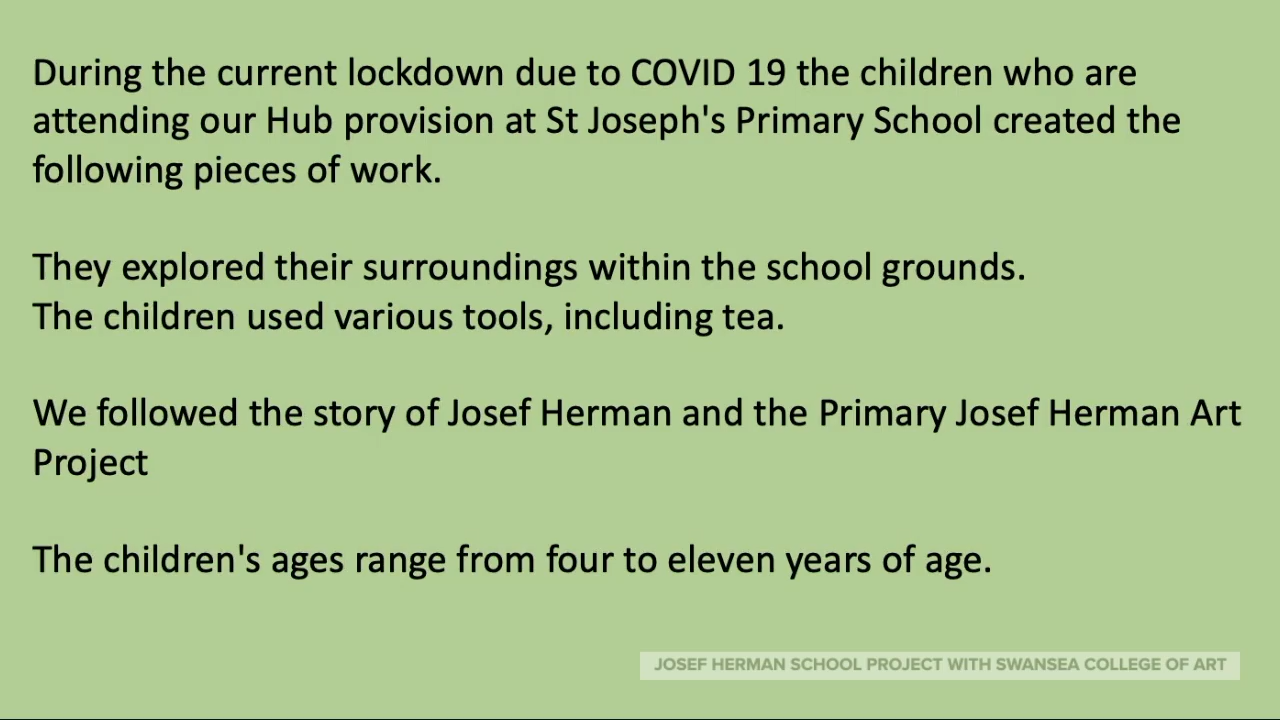 During the current lockdown due to COVID 19 the children who are
attending our Hub provision at St Joseph's Primary School created the
following pieces of work.
They explored their surroundings within the school grounds.
The children used various tools, including tea.
We followed the story of Josef Herman and the Primary Josef Herman Art
Project
The children's ages range from four to eleven years of age.
JOSEF HERMAN SCHOOL PROJECT WITH SWANSEA COLLEGE OF ART